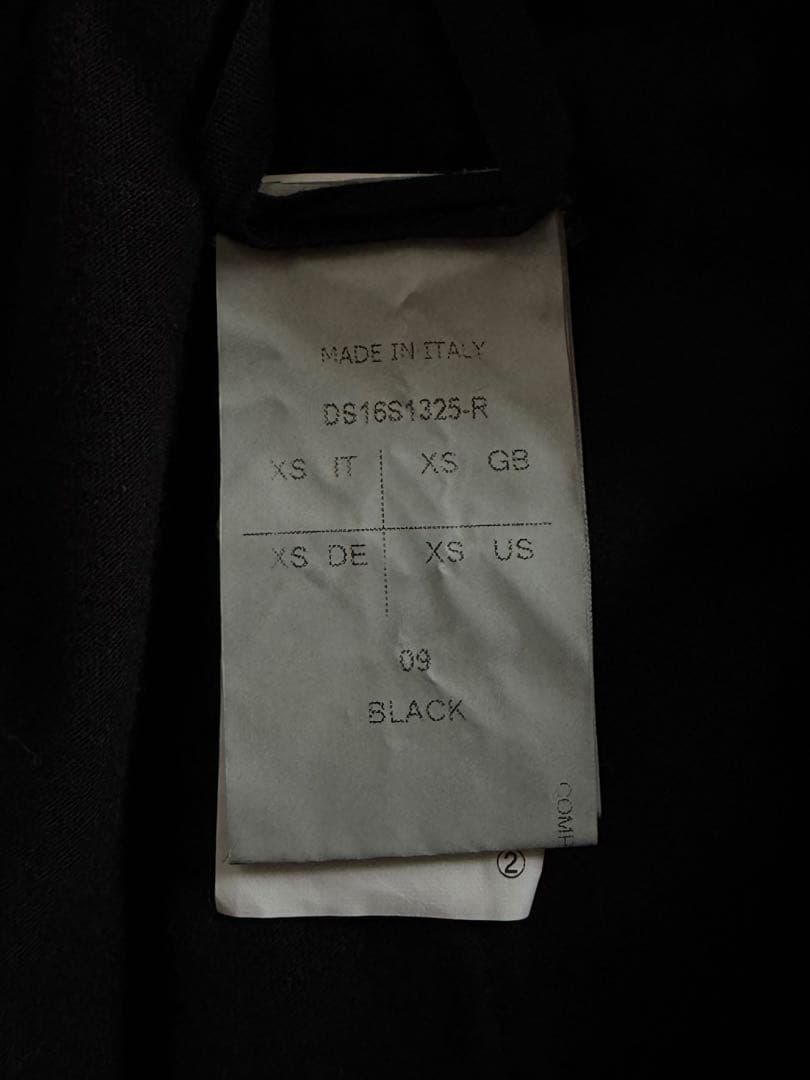 MADE IN ITALY
DS16S1325-R
XS IT XS GB
XS DE XS US
09
BLACK
②